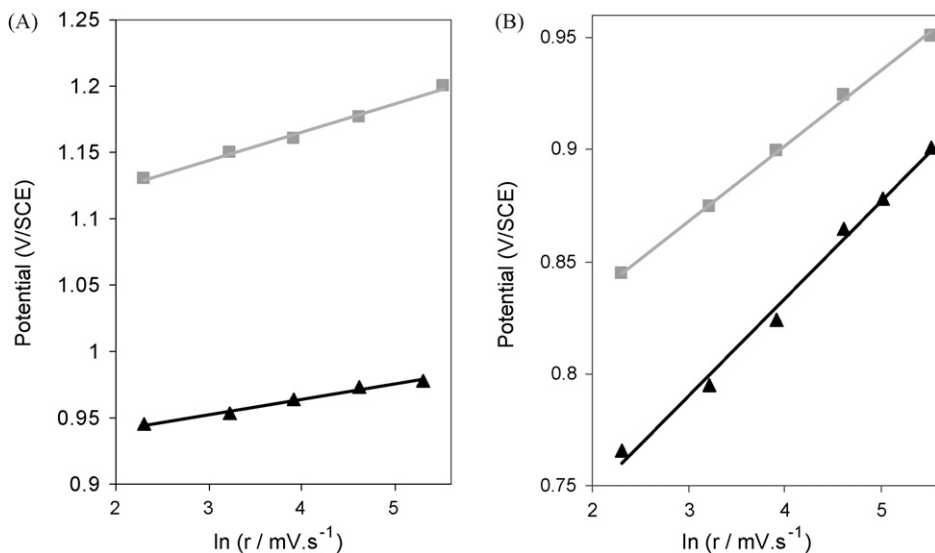 (A)
1.25
1.2
1.15
1.1
1.05
1
0.95
0.9
Potential (V/SCE)
2 3 4 5
ln (r / mV.s⁻¹)
(B)
0.95
0.9
0.85
0.8
0.75
Potential (V/SCE)
2 3 4 5
ln (r / mV.s⁻¹)